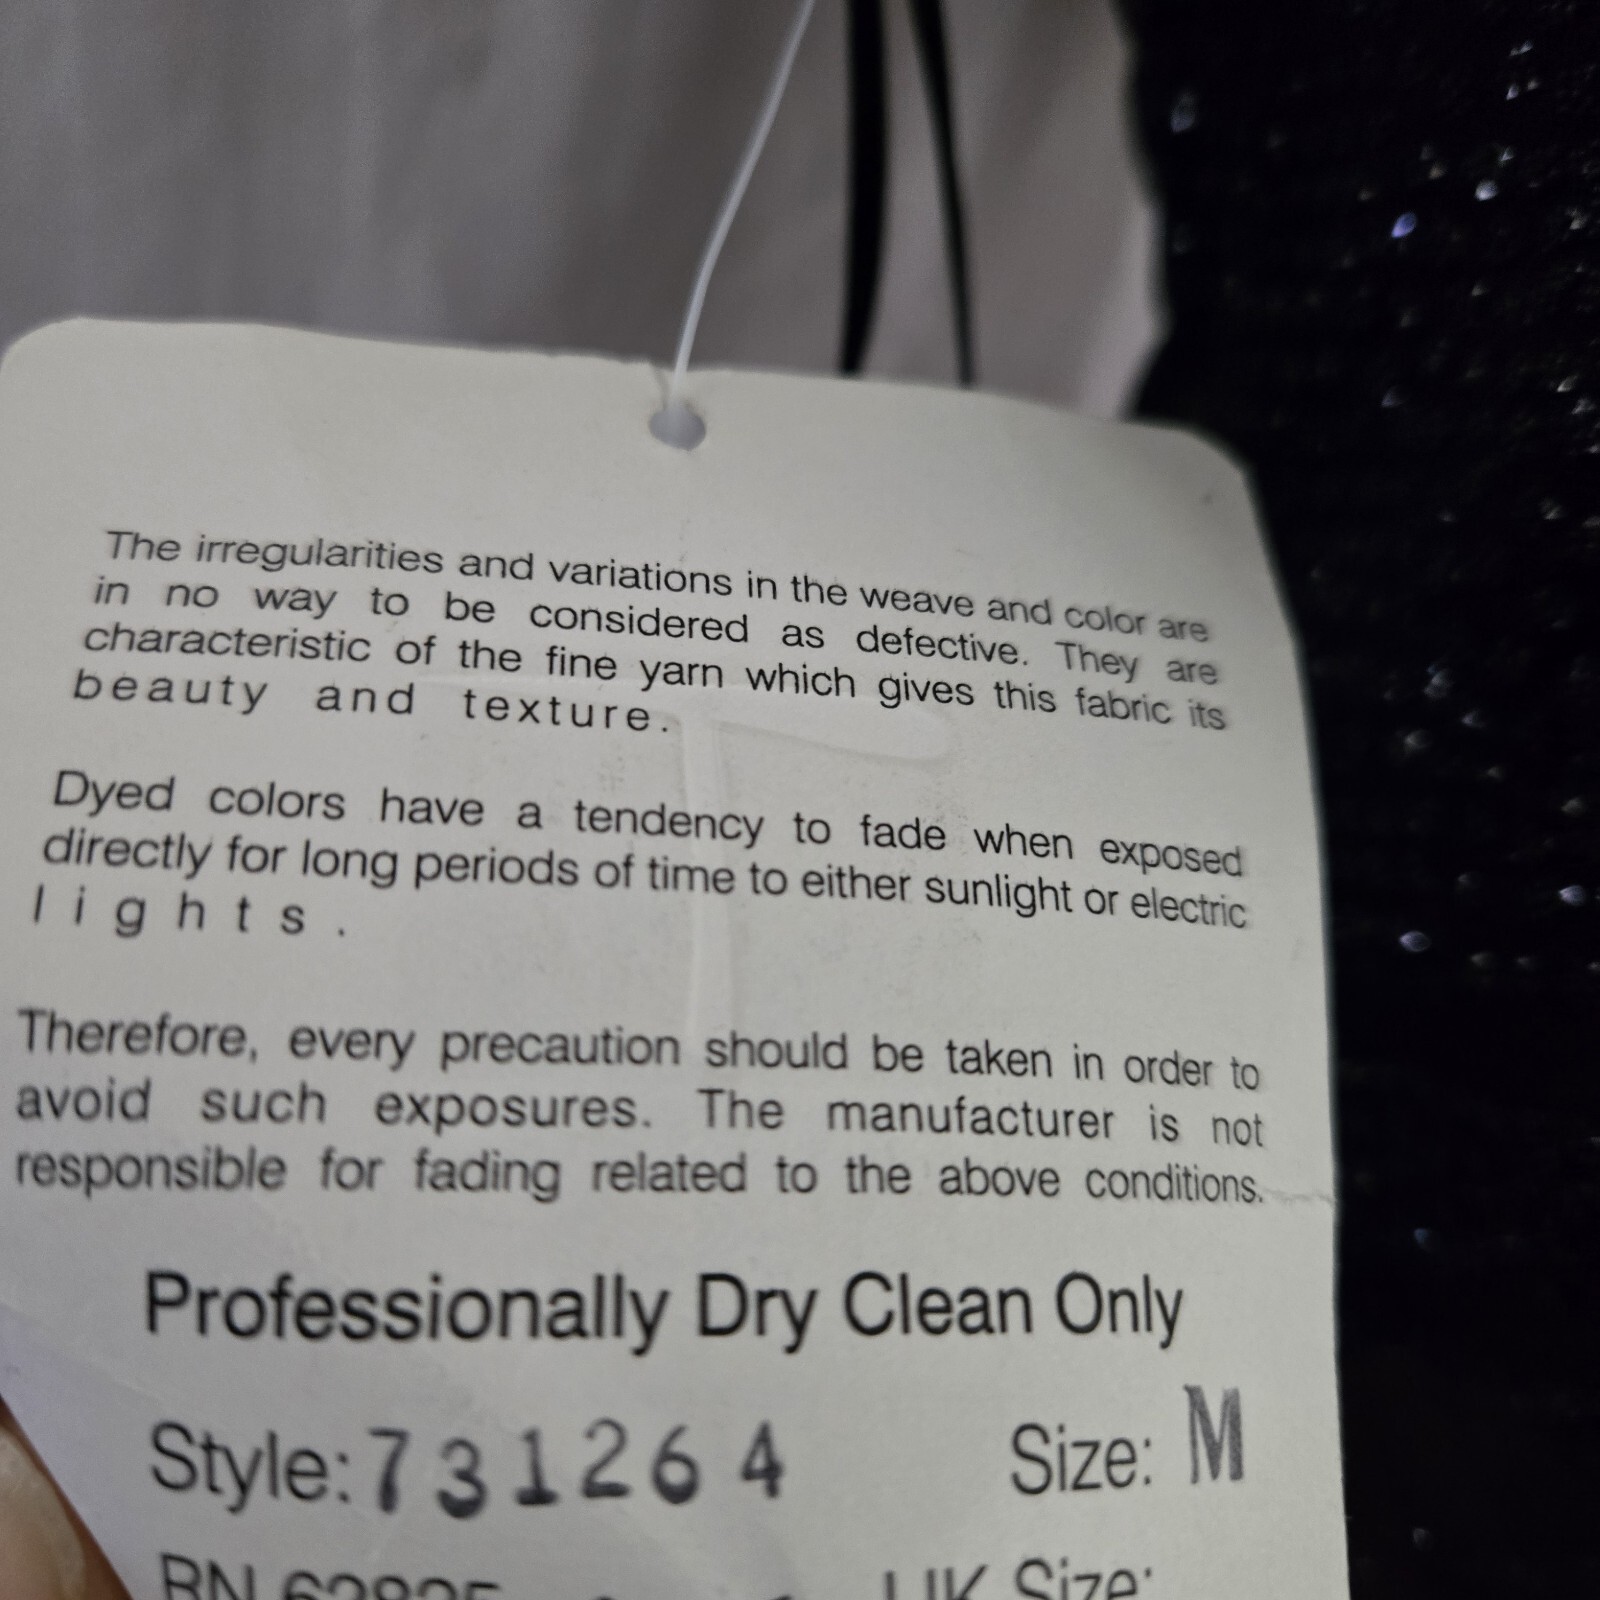 The irregularities and variations in the weave and color are
in no way to be considered as defective. They are
characteristic of the fine yarn which gives this fabric its
beauty and texture.
Dyed colors have a tendency to fade when exposed
directly for long periods of time to either sunlight or electric
lights.
Therefore, every precaution should be taken in order to
avoid such exposures. The manufacturer is not
responsible for fading related to the above conditions.
Professionally Dry Clean Only
Style: 731264 Size: M
RN UK Size: